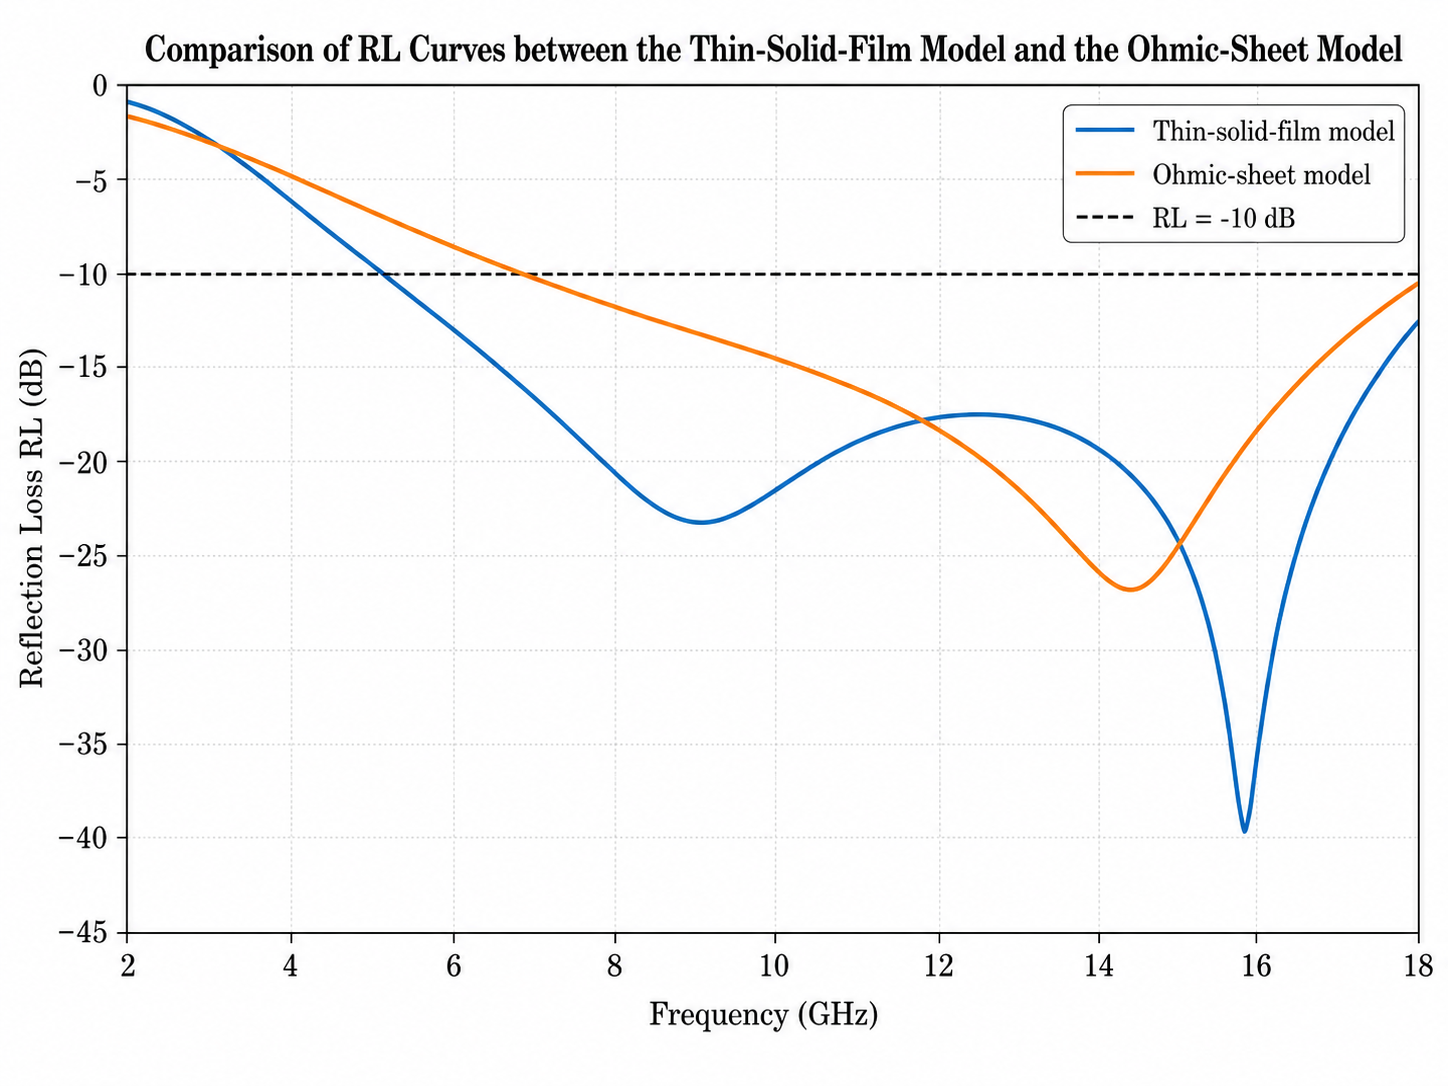 Comparison of RL Curves between the Thin-Solid-Film Model and the Ohmic-Sheet Model
Thin-solid-film model
Ohmic-sheet model
RL = -10 dB
Reflection Loss RL (dB)
0
−5
−10
−15
−20
−25
−30
−35
−40
−45
2 4 6 8 10 12 14 16 18
Frequency (GHz)